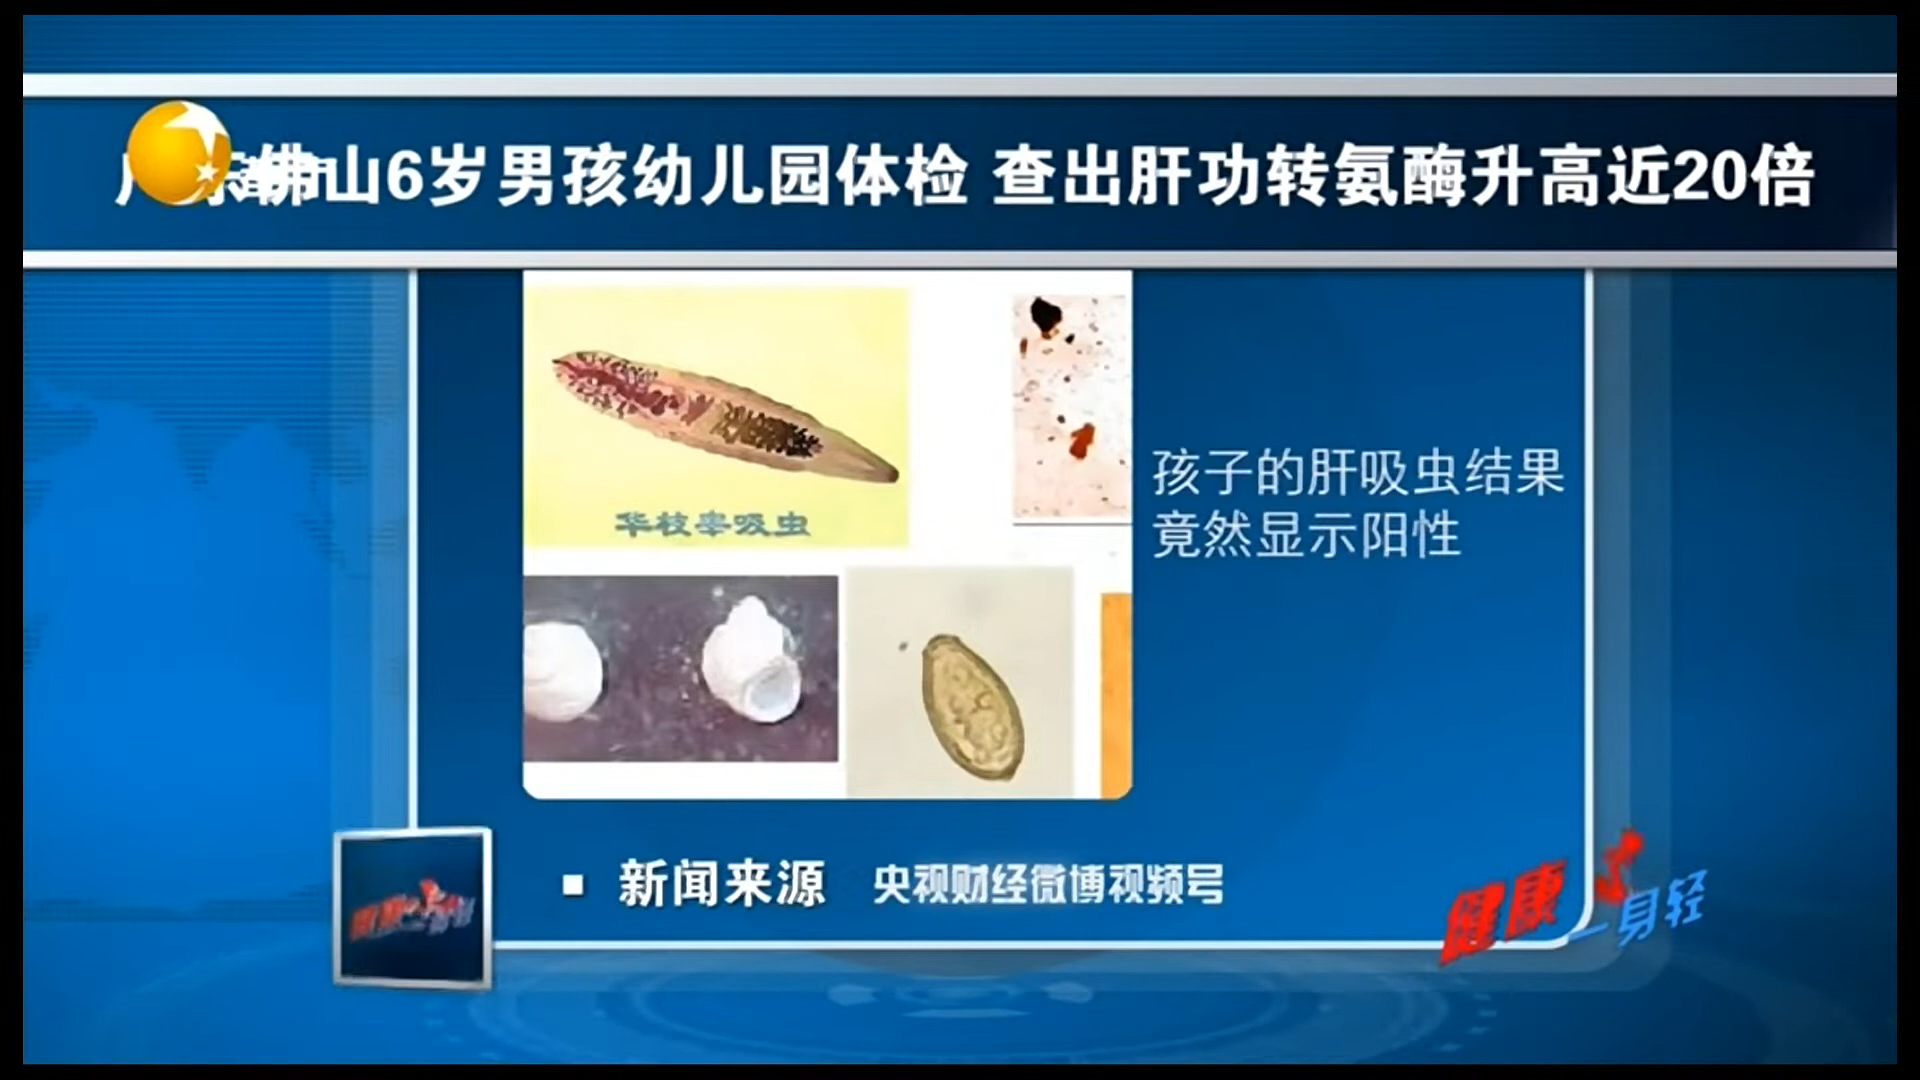 佛山6岁男孩幼儿园体检 查出肝功转氨酶升高近20倍
华枝睾吸虫
孩子的肝吸虫结果
竟然显示阳性
新闻来源 央视财经微博视频号
健康一身轻